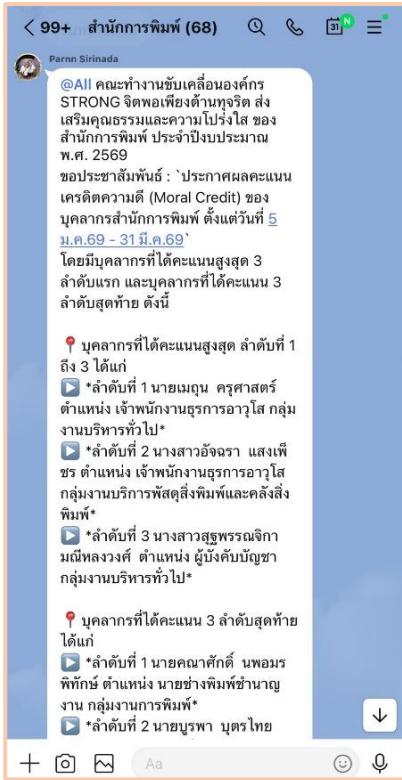 99+ สำนักการพิมพ์ (68)
31 N
Parnn Sirinada
@All คณะทำงานขับเคลื่อนองค์กร
STRONG จิตพอเพียงต้านทุจริต ส่ง
เสริมคุณธรรมและความโปร่งใส ของ
สำนักการพิมพ์ ประจำปีงบประมาณ
พ.ศ. 2569
ขอประชาสัมพันธ์ : `ประกาศผลคะแนน
เครดิตความดี (Moral Credit) ของ
บุคลากรสำนักการพิมพ์ ตั้งแต่วันที่ 5
ม.ค.69 - 31 มี.ค.69`
โดยมีบุคลากรที่ได้คะแนนสูงสุด 3
ลำดับแรก และบุคลากรที่ได้คะแนน 3
ลำดับสุดท้าย ดังนี้
บุคลากรที่ได้คะแนนสูงสุด ลำดับที่ 1
ถึง 3 ได้แก่
*ลำดับที่ 1 นายเมถุน ครุศาสตร์
ตำแหน่ง เจ้าพนักงานธุรการอาวุโส กลุ่ม
งานบริหารทั่วไป*
*ลำดับที่ 2 นางสาวอัจฉรา แสงเพ็
ชร ตำแหน่ง เจ้าพนักงานธุรการอาวุโส
กลุ่มงานบริการพัสดุสิ่งพิมพ์และคลังสิ่ง
พิมพ์*
*ลำดับที่ 3 นางสาวสุฐพรรณจิกา
มณีหลวงวงศ์ ตำแหน่ง ผู้บังคับบัญชา
กลุ่มงานบริหารทั่วไป*
บุคลากรที่ได้คะแนน 3 ลำดับสุดท้าย
ได้แก่
*ลำดับที่ 1 นายคณาศักดิ์ นพอมร
พิทักษ์ ตำแหน่ง นายช่างพิมพ์ชำนาญ
งาน กลุ่มงานการพิมพ์*
*ลำดับที่ 2 นายบูรพา บุตรไทย
Aa